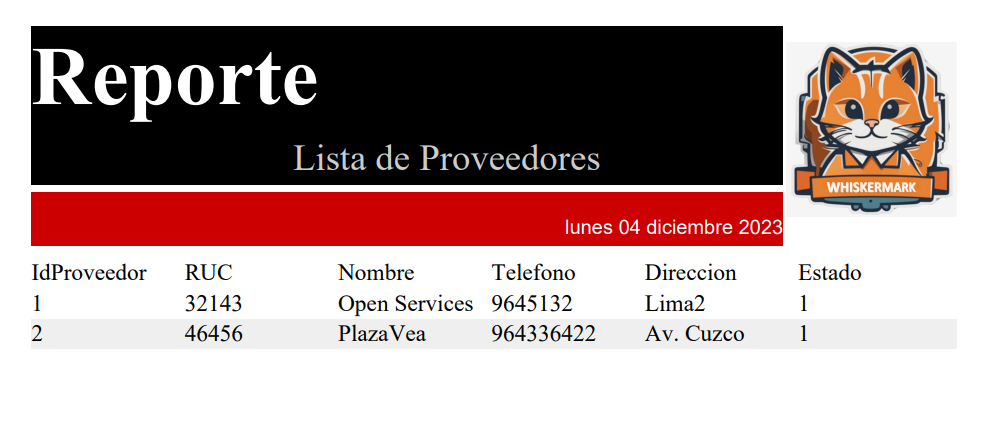 Reporte
Lista de Proveedores
WHISKERMARK
lunes 04 diciembre 2023
IdProveedor RUC Nombre Telefono Direccion Estado
1 32143 Open Services 9645132 Lima2 1
2 46456 PlazaVea 964336422 Av. Cuzco 1